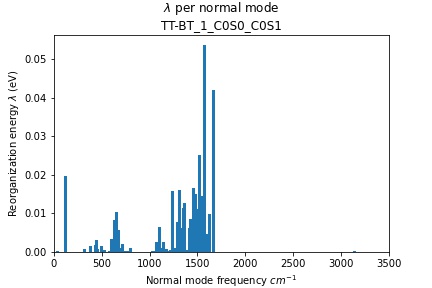 λ per normal mode
TT-BT_1_C0S0_C0S1
Reorganization energy λ (eV)
0.05
0.04
0.03
0.02
0.01
0.00
0 500 1000 1500 2000 2500 3000 3500
Normal mode frequency cm⁻¹